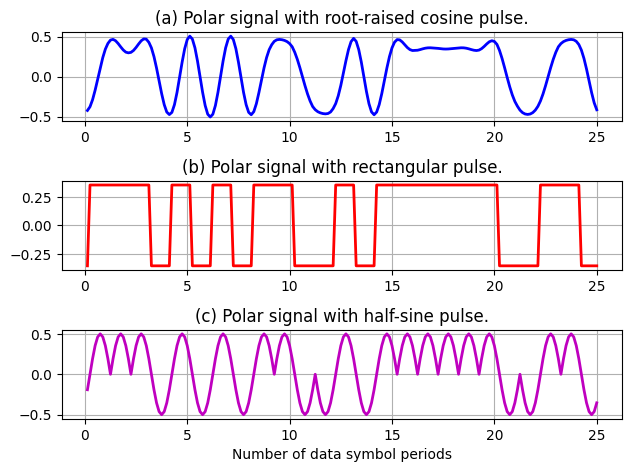 (a) Polar signal with root-raised cosine pulse.
0.5
0.0
−0.5
0 5 10 15 20 25
(b) Polar signal with rectangular pulse.
0.25
0.00
−0.25
0 5 10 15 20 25
(c) Polar signal with half-sine pulse.
0.5
0.0
−0.5
0 5 10 15 20 25
Number of data symbol periods